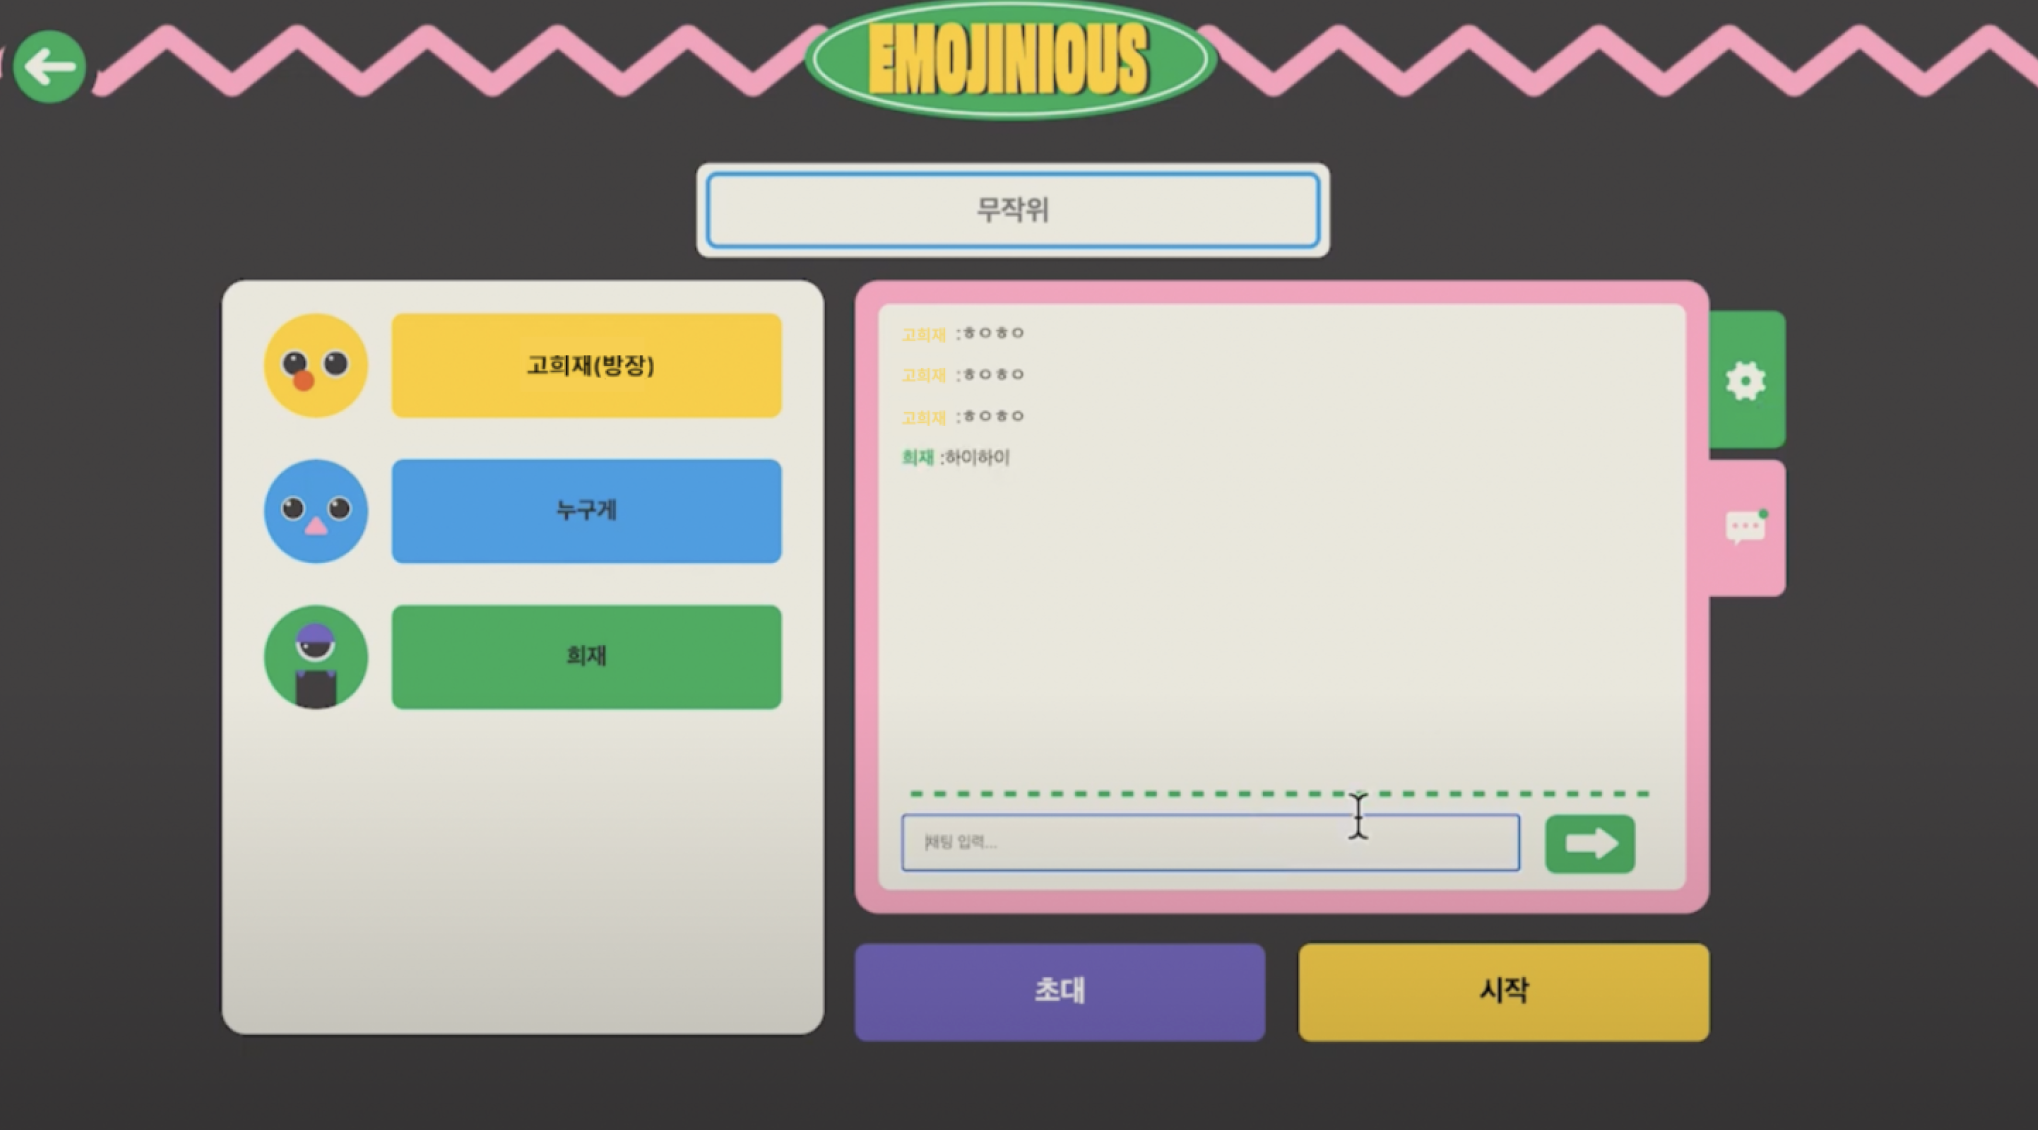 EMOJINIOUS
무작위
고희재(방장)
누구게
희재
고희재 :ㅎㅇㅎㅇ
고희재 :ㅎㅇㅎㅇ
고희재 :ㅎㅇㅎㅇ
희재 :하이하이
채팅 입력...
초대
시작